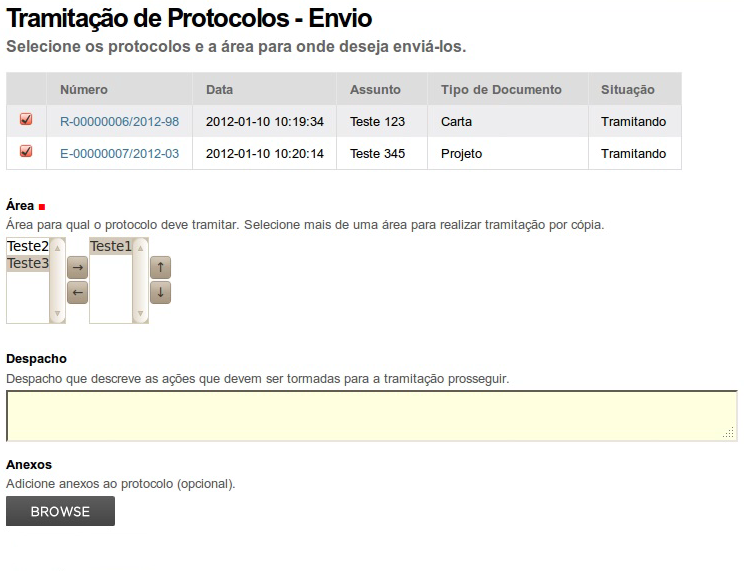 Tramitação de Protocolos - Envio
Selecione os protocolos e a área para onde deseja enviá-los.
Número Data Assunto Tipo de Documento Situação
R-00000006/2012-98 2012-01-10 10:19:34 Teste 123 Carta Tramitando
E-00000007/2012-03 2012-01-10 10:20:14 Teste 345 Projeto Tramitando
Área
Área para qual o protocolo deve tramitar. Selecione mais de uma área para realizar tramitação por cópia.
Teste2 Teste1
Teste3
Despacho
Despacho que descreve as ações que devem ser tormadas para a tramitação prosseguir.
Anexos
Adicione anexos ao protocolo (opcional).
BROWSE